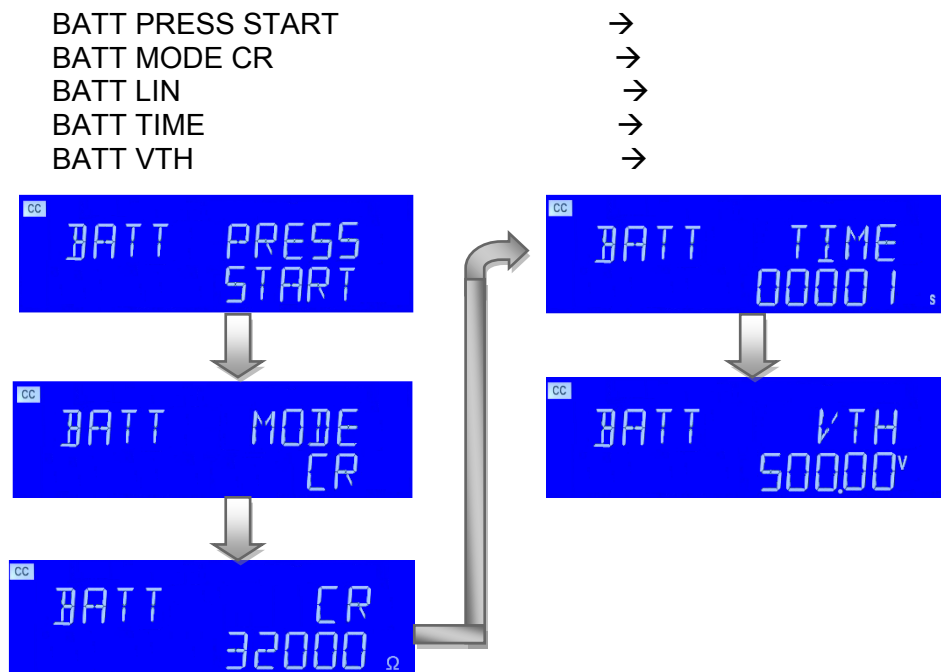 BATT PRESS START →
BATT MODE CR →
BATT LIN →
BATT TIME →
BATT VTH →
CC
BATT PRESS
START
CC
BATT MODE
CR
CC
BATT CR
32000 Ω
CC
BATT TIME
00001 s
CC
BATT VTH
500.00 V